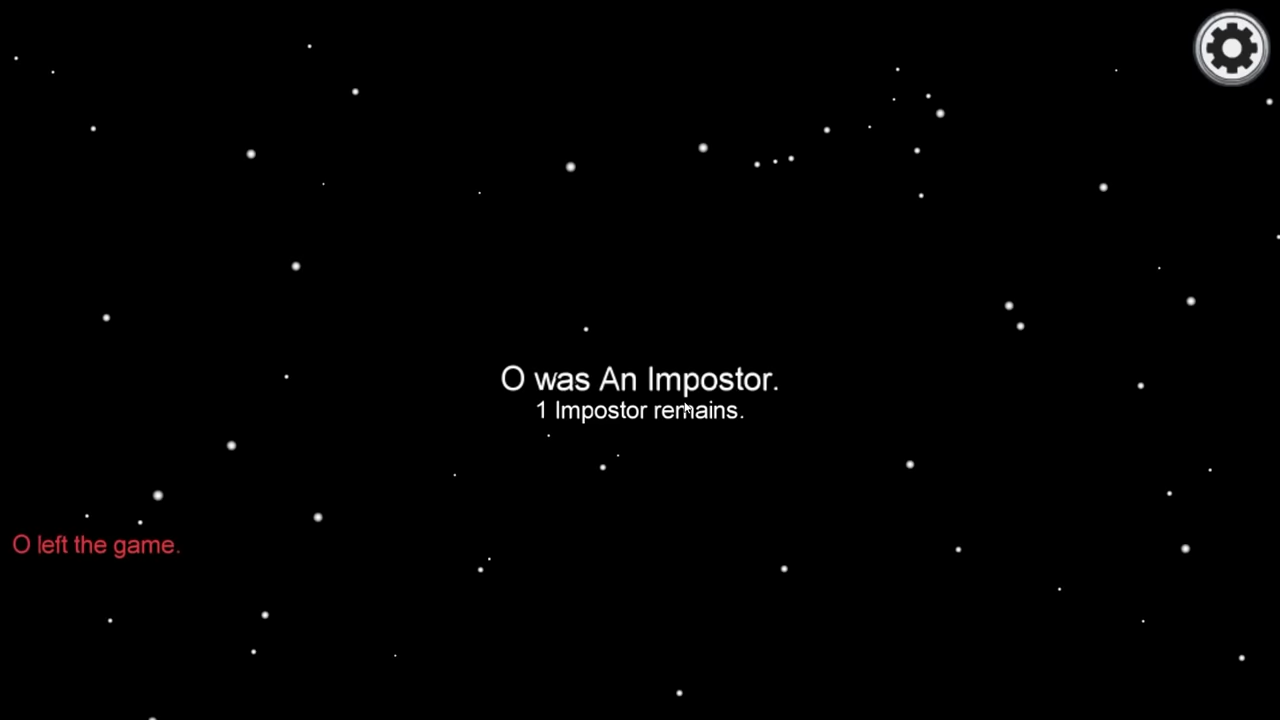 O was An Impostor.
1 Impostor remains.
O left the game.